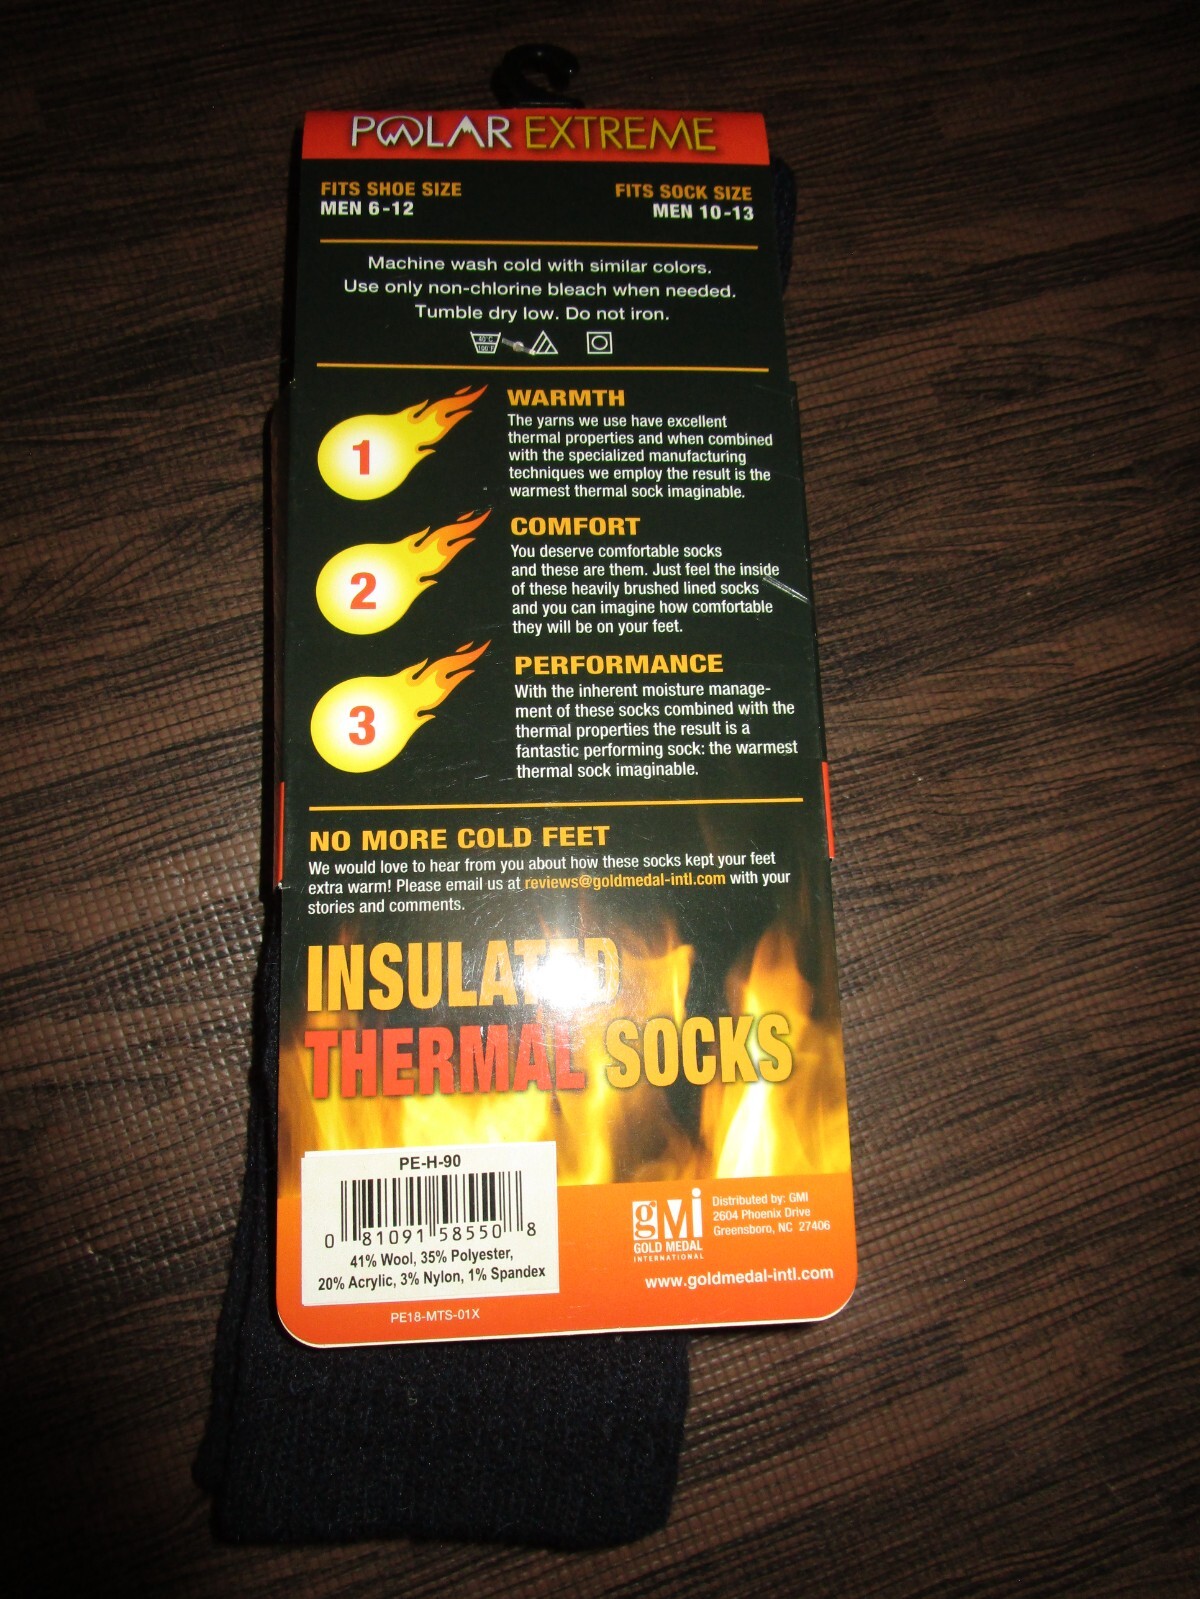 POLAR EXTREME
FITS SHOE SIZE
MEN 6-12
FITS SOCK SIZE
MEN 10-13
Machine wash cold with similar colors.
Use only non-chlorine bleach when needed.
Tumble dry low. Do not iron.
1
WARMTH
The yarns we use have excellent
thermal properties and when combined
with the specialized manufacturing
techniques we employ the result is the
warmest thermal sock imaginable.
2
COMFORT
You deserve comfortable socks
and these are them. Just feel the inside
of these heavily brushed lined socks
and you can imagine how comfortable
they will be on your feet.
3
PERFORMANCE
With the inherent moisture manage-
ment of these socks combined with the
thermal properties the result is a
fantastic performing sock: the warmest
thermal sock imaginable.
NO MORE COLD FEET
We would love to hear from you about how these socks kept your feet
extra warm! Please email us at reviews@goldmedal-intl.com with your
stories and comments.
INSULATED
THERMAL SOCKS
PE-H-90
0 81091 58550 8
41% Wool, 35% Polyester,
20% Acrylic, 3% Nylon, 1% Spandex
PE18-MTS-01X
gMi
GOLD MEDAL
INTERNATIONAL
Distributed by: GMI
2604 Phoenix Drive
Greensboro, NC 27406
www.goldmedal-intl.com